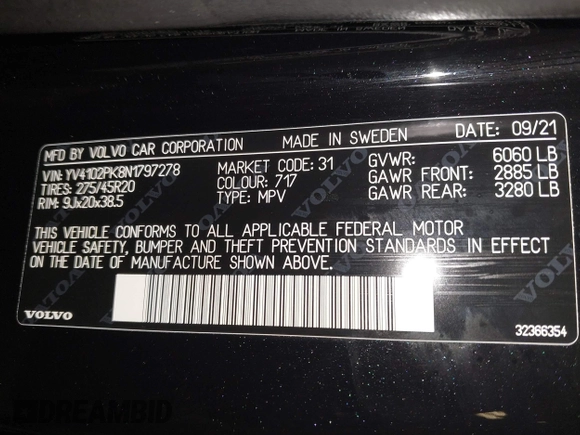 MFD BY VOLVO CAR CORPORATION MADE IN SWEDEN DATE: 09/21
VIN: YV4102PK8N1797278 MARKET CODE: 31 GVWR: 6060 LB
TIRES: 275/45R20 COLOUR: 717 GAWR FRONT: 2885 LB
RIM: 9Jx20x38.5 TYPE: MPV GAWR REAR: 3280 LB
THIS VEHICLE CONFORMS TO ALL APPLICABLE FEDERAL MOTOR
VEHICLE SAFETY, BUMPER AND THEFT PREVENTION STANDARDS IN EFFECT
ON THE DATE OF MANUFACTURE SHOWN ABOVE.
VOLVO 32366354
DREAMBID